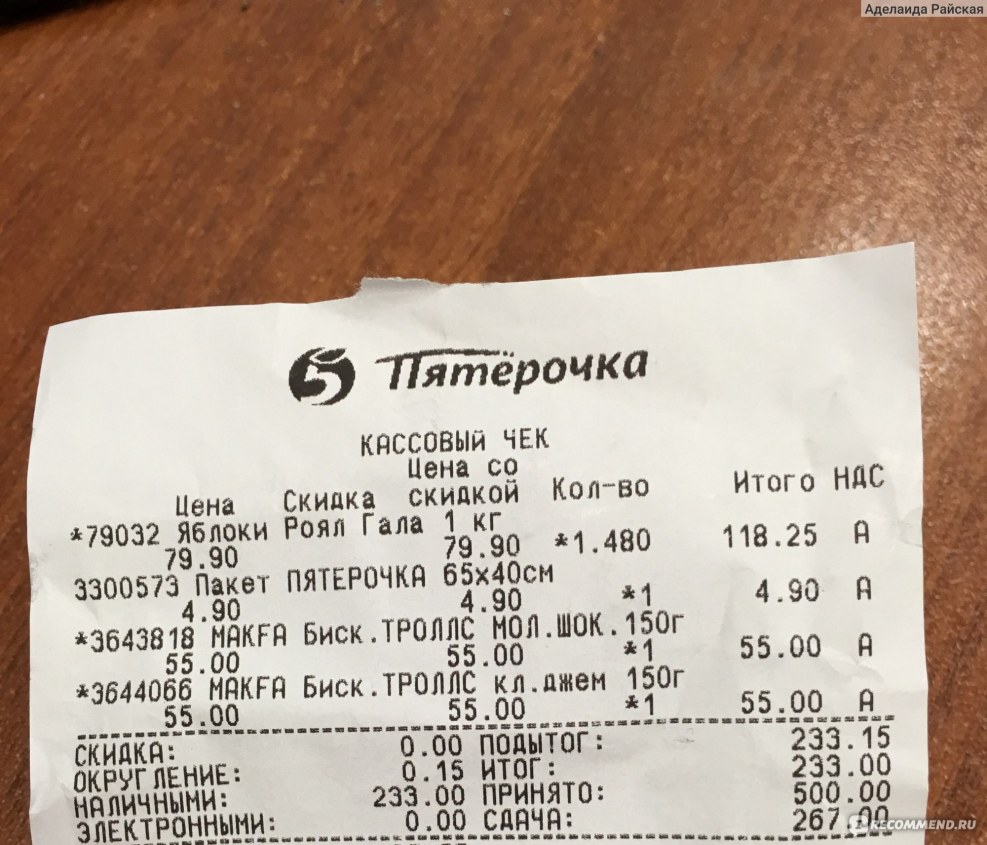 Аделаида Райская
5 Пятёрочка
КАССОВЫЙ ЧЕК
Цена со
Цена Скидка скидкой Кол-во Итого НДС
*79032 Яблоки Роял Гала 1 кг
79.90 79.90 *1.480 118.25 А
3300573 Пакет ПЯТЕРОЧКА 65x40см
4.90 4.90 *1 4.90 А
*3643818 MAKFA Биск.ТРОЛЛС МОЛ.ШОК.150г
55.00 55.00 *1 55.00 А
*3644066 MAKFA Биск.ТРОЛЛС кл.джем 150г
55.00 55.00 *1 55.00 А
СКИДКА: 0.00 ПОДЫТОГ: 233.15
ОКРУГЛЕНИЕ: 0.15 ИТОГ: 233.00
НАЛИЧНЫМИ: 233.00 ПРИНЯТО: 500.00
ЭЛЕКТРОННЫМИ: 0.00 СДАЧА: 267.00
RECOMMEND.RU